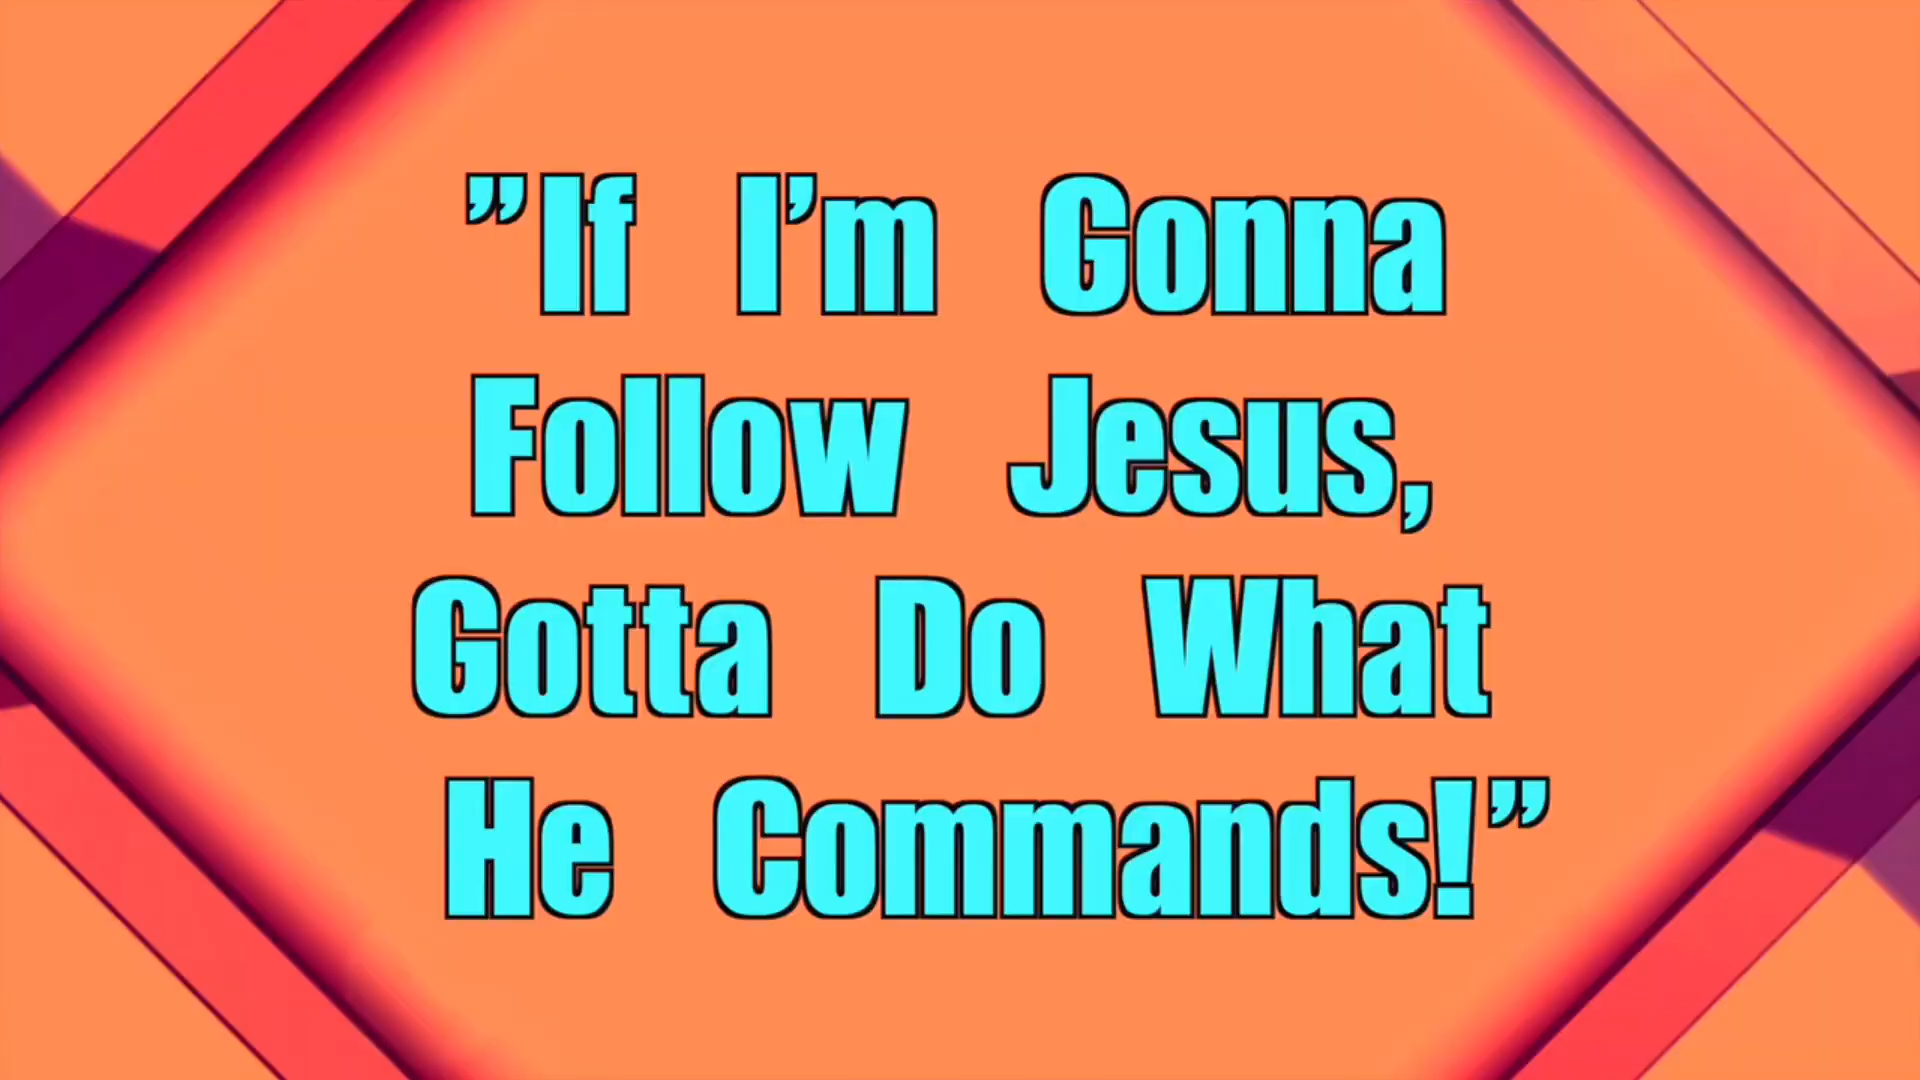 ”If I’m Gonna
Follow Jesus,
Gotta Do What
He Commands!”